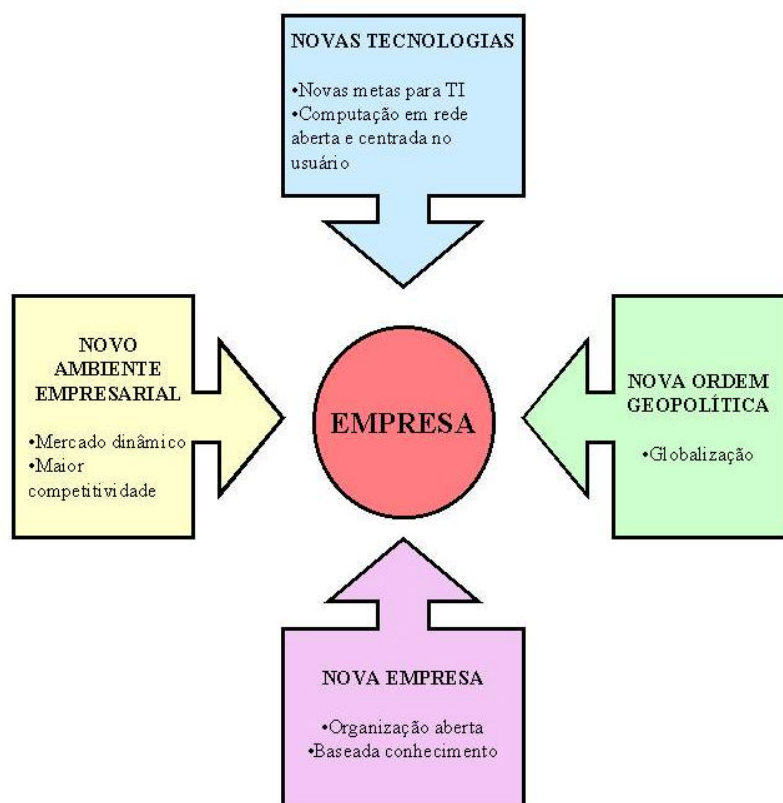 NOVAS TECNOLOGIAS
•Novas metas para TI
•Computação em rede
aberta e centrada no
usuário
NOVO
AMBIENTE
EMPRESARIAL
•Mercado dinâmico
•Maior
competitividade
EMPRESA
NOVA ORDEM
GEOPOLÍTICA
•Globalização
NOVA EMPRESA
•Organização aberta
•Baseada conhecimento